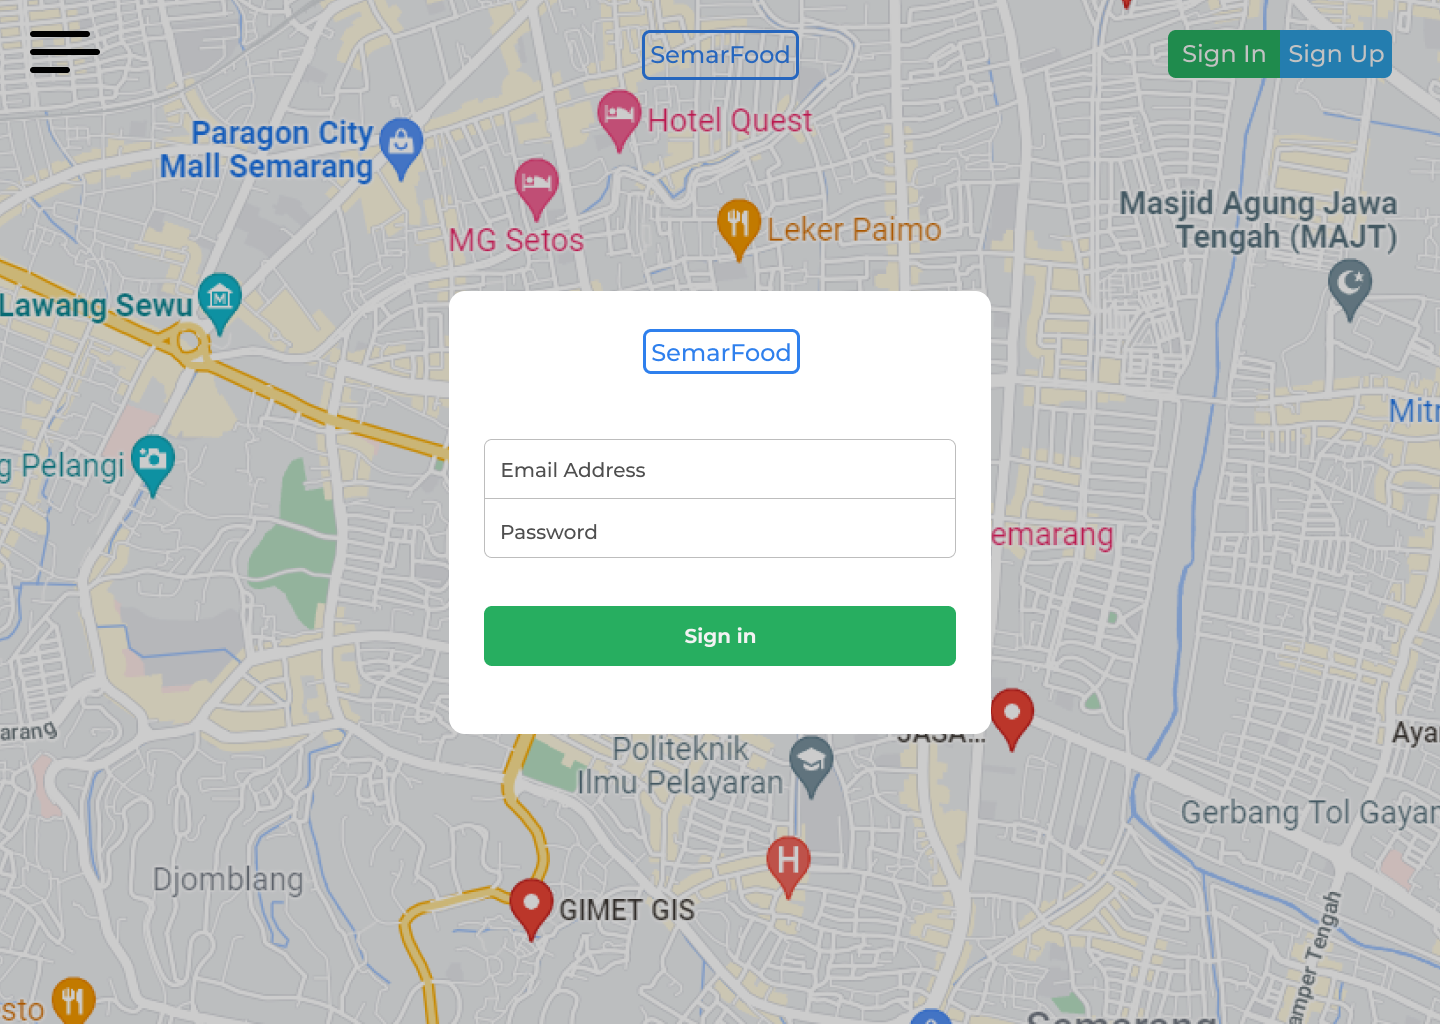 SemarFood
Sign In
Sign Up
Hotel Quest
Paragon City
Mall Semarang
MG Setos
Leker Paimo
Masjid Agung Jawa
Tengah (MAJT)
Lawang Sewu
M
SemarFood
Mitr
g Pelangi
Email Address
Password
emarang
Sign in
arang
JASA...
Aya
Politeknik
Ilmu Pelayaran
Gerbang Tol Gayam
H
Djomblang
GIMET GIS
amper Tengah
sto
Semarang